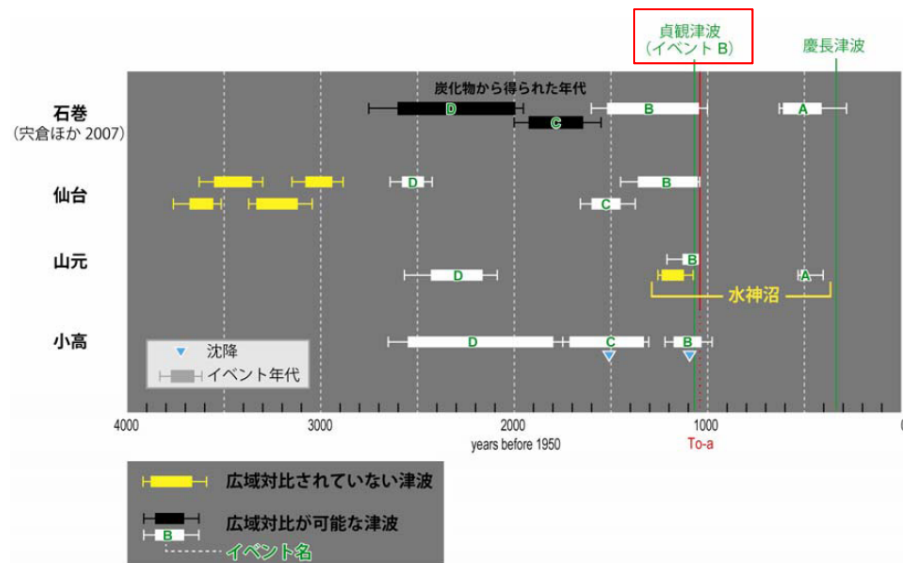 貞観津波
(イベント B)
慶長津波
炭化物から得られた年代
石巻
(宍倉ほか 2007)
D
C
B
A
仙台
D
B
C
山元
B
D
A
水神沼
小高
D
C
B
沈降
イベント年代
4000
3000
2000
1000
0
years before 1950
To-a
広域対比されていない津波
広域対比が可能な津波
B
イベント名